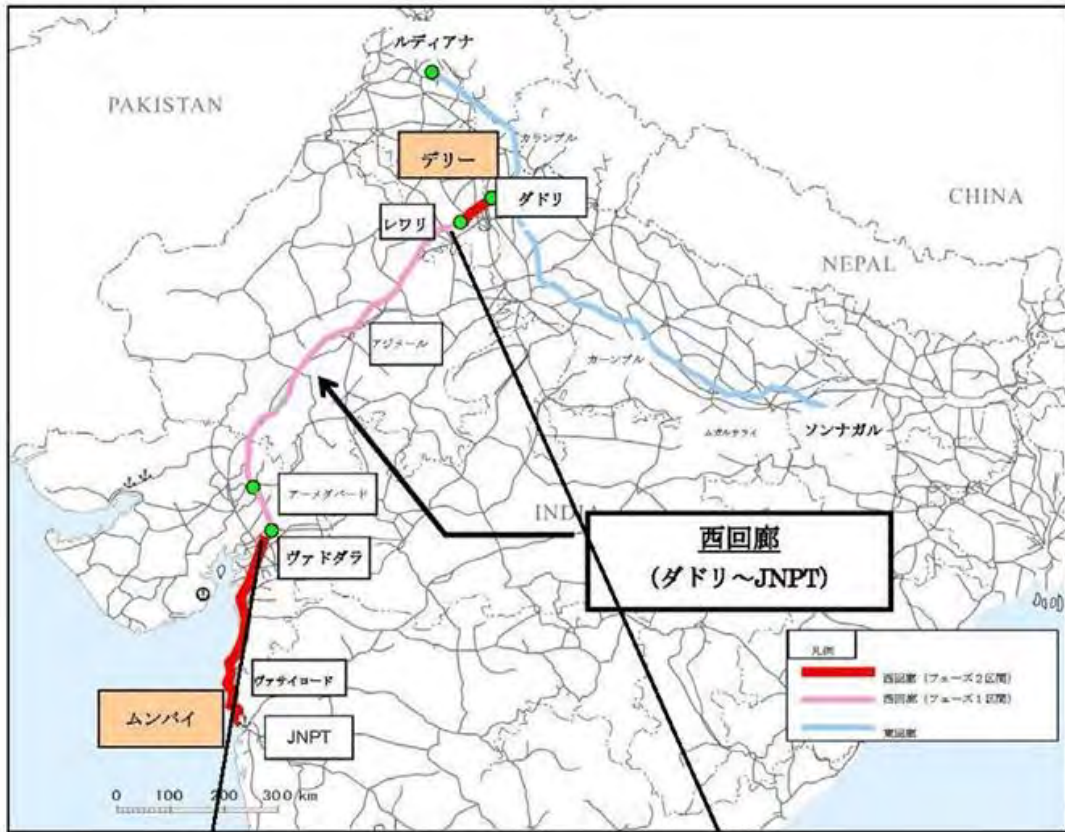 ルディアナ
PAKISTAN
カランプル
デリー
ダドリ
CHINA
レワリ
NEPAL
アジメール
カーンプル
ムガルサライ
ソンナガル
アーメダバード
INDIA
ヴァドダラ
西回廊
(ダドリ～JNPT)
凡例
西回廊（フェーズ2区間）
西回廊（フェーズ1区間）
東回廊
ヴァサイロード
ムンバイ
JNPT
0 100 200 300 km